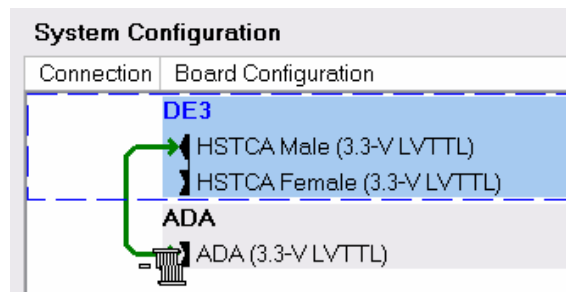 System Configuration
Connection Board Configuration
DE3
HSTCA Male (3.3-V LVTTL)
HSTCA Female (3.3-V LVTTL)
ADA
ADA (3.3-V LVTTL)